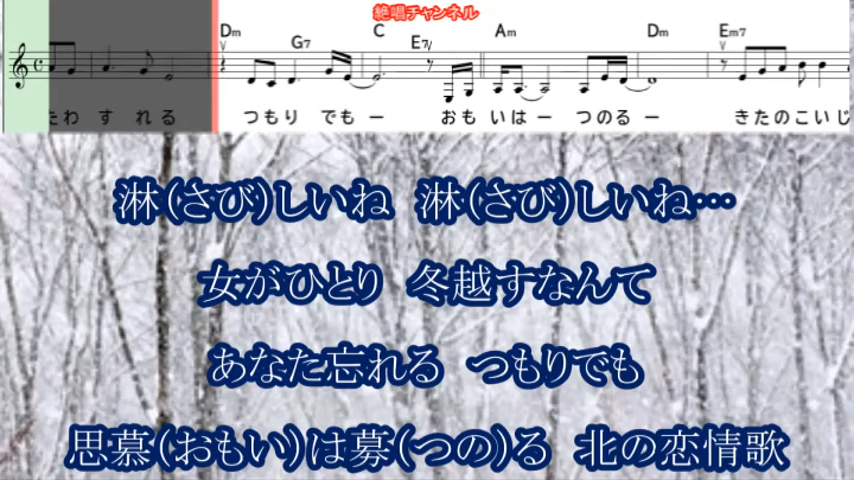 絶唱チャンネル
Dm G7 C E7 Am Dm Em7
たわ す れ る つ も り で も ー お も い は ー つ の る ー き た の こ い じ
淋(さび)しいね 淋(さび)しいね…
女がひとり 冬越すなんて
あなた忘れる つもりでも
思慕(おもい)は募(つの)る 北の恋情歌